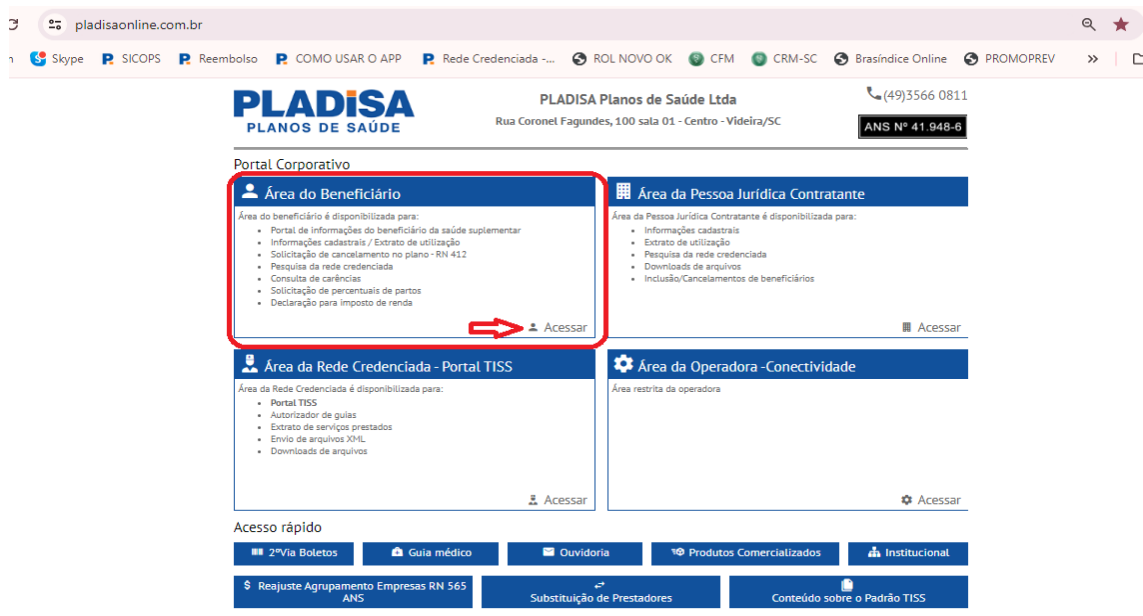 pladisaonline.com.br
Skype SICOPS Reembolso COMO USAR O APP Rede Credenciada -... ROL NOVO OK CFM CRM-SC Brasíndice Online PROMOPREV »
PLADiSA
PLANOS DE SAÚDE
PLADISA Planos de Saúde Ltda
Rua Coronel Fagundes, 100 sala 01 - Centro - Videira/SC
(49)3566 0811
ANS Nº 41.948-6
Portal Corporativo
Área do Beneficiário
Área do beneficiário é disponibilizada para:
• Portal de informações do beneficiário da saúde suplementar
• Informações cadastrais / Extrato de utilização
• Solicitação de cancelamento no plano - RN 412
• Pesquisa da rede credenciada
• Consulta de carências
• Solicitação de percentuais de partos
• Declaração para imposto de renda
Acessar
Área da Pessoa Jurídica Contratante
Área da Pessoa Jurídica Contratante é disponibilizada para:
• Informações cadastrais
• Extrato de utilização
• Pesquisa da rede credenciada
• Downloads de arquivos
• Inclusão/Cancelamentos de beneficiários
Acessar
Área da Rede Credenciada - Portal TISS
Área da Rede Credenciada é disponibilizada para:
• Portal TISS
• Autorizador de guias
• Extrato de serviços prestados
• Envio de arquivos XML
• Downloads de arquivos
Acessar
Área da Operadora -Conectividade
Área restrita da operadora
Acessar
Acesso rápido
2ªVia Boletos
Guia médico
Ouvidoria
Produtos Comercializados
Institucional
$ Reajuste Agrupamento Empresas RN 565
ANS
Substituição de Prestadores
Conteúdo sobre o Padrão TISS